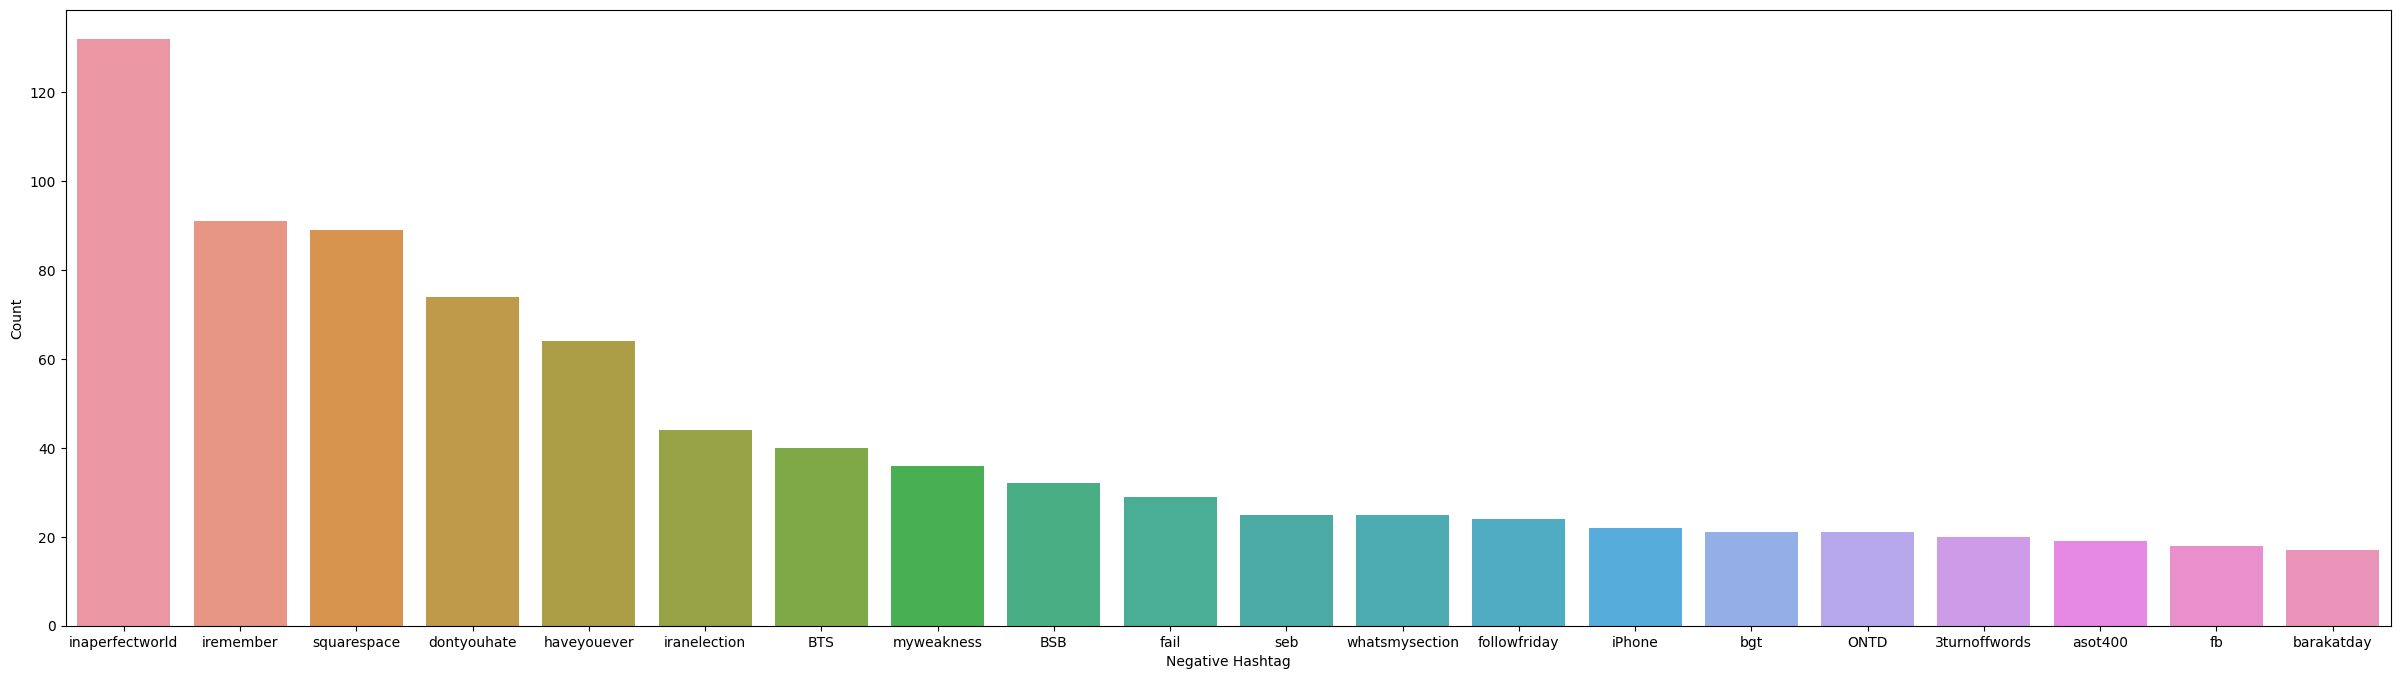 120
100
80
60
40
20
0
Count
inaperfectworld iremember squarespace dontyouhate haveyouever iranelection BTS myweakness BSB fail seb whatsmysection followfriday iPhone bgt ONTD 3turnoffwords asot400 fb barakatday
Negative Hashtag